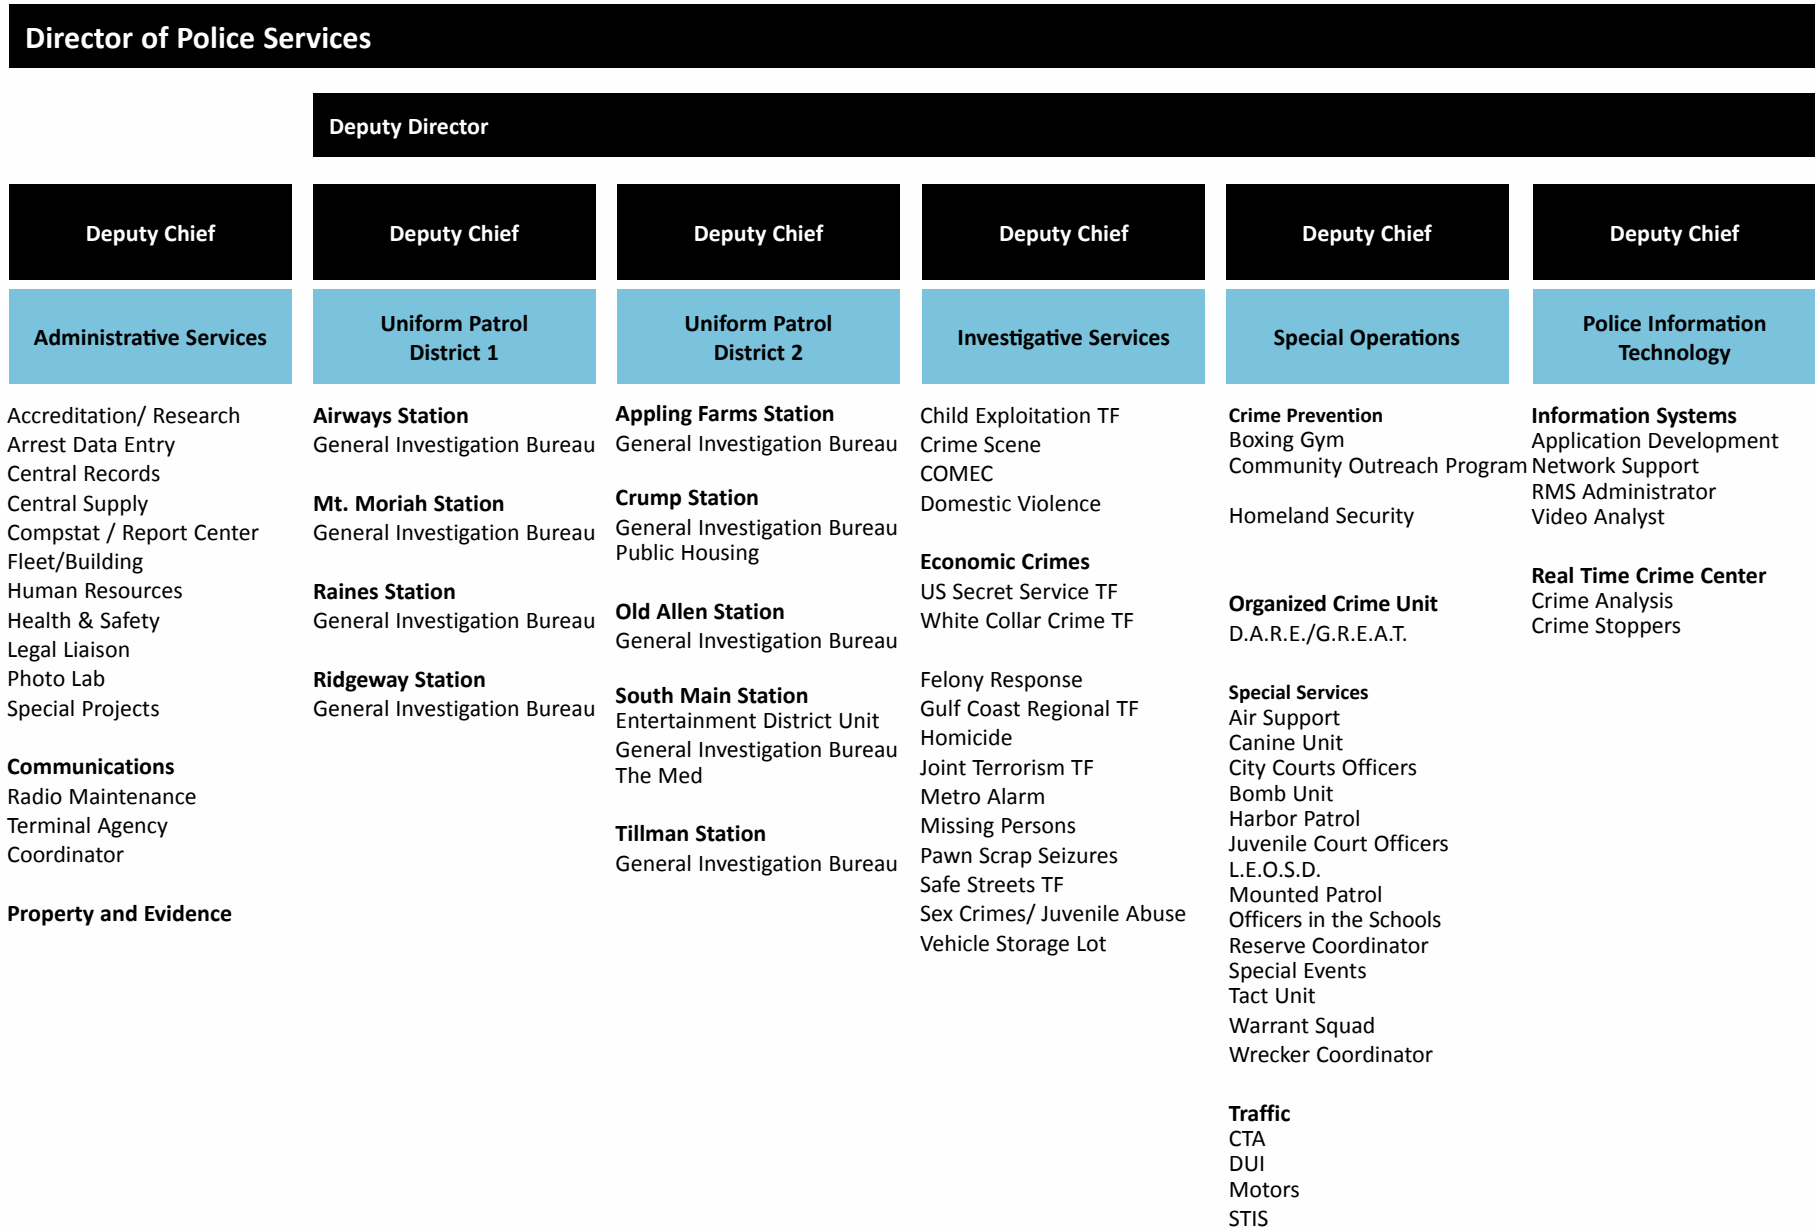 Director of Police Services
Deputy Director
Deputy Chief
Deputy Chief
Deputy Chief
Deputy Chief
Deputy Chief
Deputy Chief
Administrative Services
Uniform Patrol
District 1
Uniform Patrol
District 2
Investigative Services
Special Operations
Police Information
Technology
Accreditation/ Research
Arrest Data Entry
Central Records
Central Supply
Compstat / Report Center
Fleet/Building
Human Resources
Health & Safety
Legal Liaison
Photo Lab
Special Projects
Communications
Radio Maintenance
Terminal Agency
Coordinator
Property and Evidence
Airways Station
General Investigation Bureau
Mt. Moriah Station
General Investigation Bureau
Raines Station
General Investigation Bureau
Ridgeway Station
General Investigation Bureau
Appling Farms Station
General Investigation Bureau
Crump Station
General Investigation Bureau
Public Housing
Old Allen Station
General Investigation Bureau
South Main Station
Entertainment District Unit
General Investigation Bureau
The Med
Tillman Station
General Investigation Bureau
Child Exploitation TF
Crime Scene
COMEC
Domestic Violence
Economic Crimes
US Secret Service TF
White Collar Crime TF
Felony Response
Gulf Coast Regional TF
Homicide
Joint Terrorism TF
Metro Alarm
Missing Persons
Pawn Scrap Seizures
Safe Streets TF
Sex Crimes/ Juvenile Abuse
Vehicle Storage Lot
Crime Prevention
Boxing Gym
Community Outreach Program
Homeland Security
Organized Crime Unit
D.A.R.E./G.R.E.A.T.
Special Services
Air Support
Canine Unit
City Courts Officers
Bomb Unit
Harbor Patrol
Juvenile Court Officers
L.E.O.S.D.
Mounted Patrol
Officers in the Schools
Reserve Coordinator
Special Events
Tact Unit
Warrant Squad
Wrecker Coordinator
Traffic
CTA
DUI
Motors
STIS
Information Systems
Application Development
Network Support
RMS Administrator
Video Analyst
Real Time Crime Center
Crime Analysis
Crime Stoppers